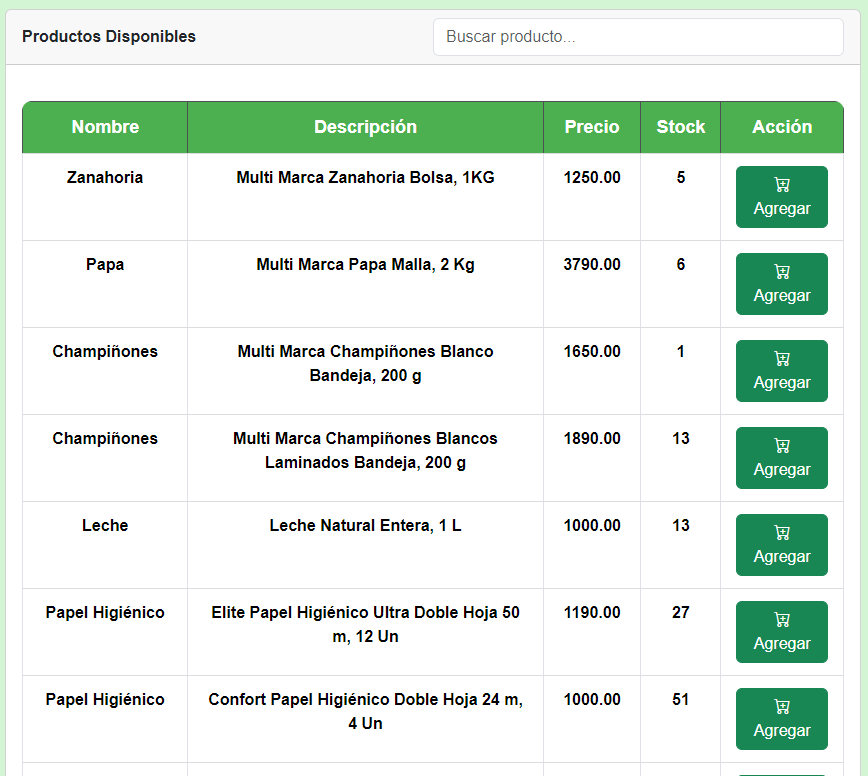 Productos Disponibles
Buscar producto...
Nombre Descripción Precio Stock Acción
Zanahoria Multi Marca Zanahoria Bolsa, 1KG 1250.00 5
Agregar
Papa Multi Marca Papa Malla, 2 Kg 3790.00 6
Agregar
Champiñones Multi Marca Champiñones Blanco 1650.00 1
Bandeja, 200 g
Agregar
Champiñones Multi Marca Champiñones Blancos 1890.00 13
Laminados Bandeja, 200 g
Agregar
Leche Leche Natural Entera, 1 L 1000.00 13
Agregar
Papel Higiénico Elite Papel Higiénico Ultra Doble Hoja 50 1190.00 27
m, 12 Un
Agregar
Papel Higiénico Confort Papel Higiénico Doble Hoja 24 m, 1000.00 51
4 Un
Agregar